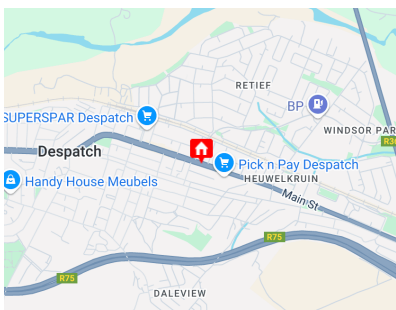 RETIEF
BP
SUPERSPAR Despatch
WINDSOR PAR
R3
Despatch
Pick n Pay Despatch
HEUWELKRUIN
Handy House Meubels
Main St
R75
R75
DALEVIEW